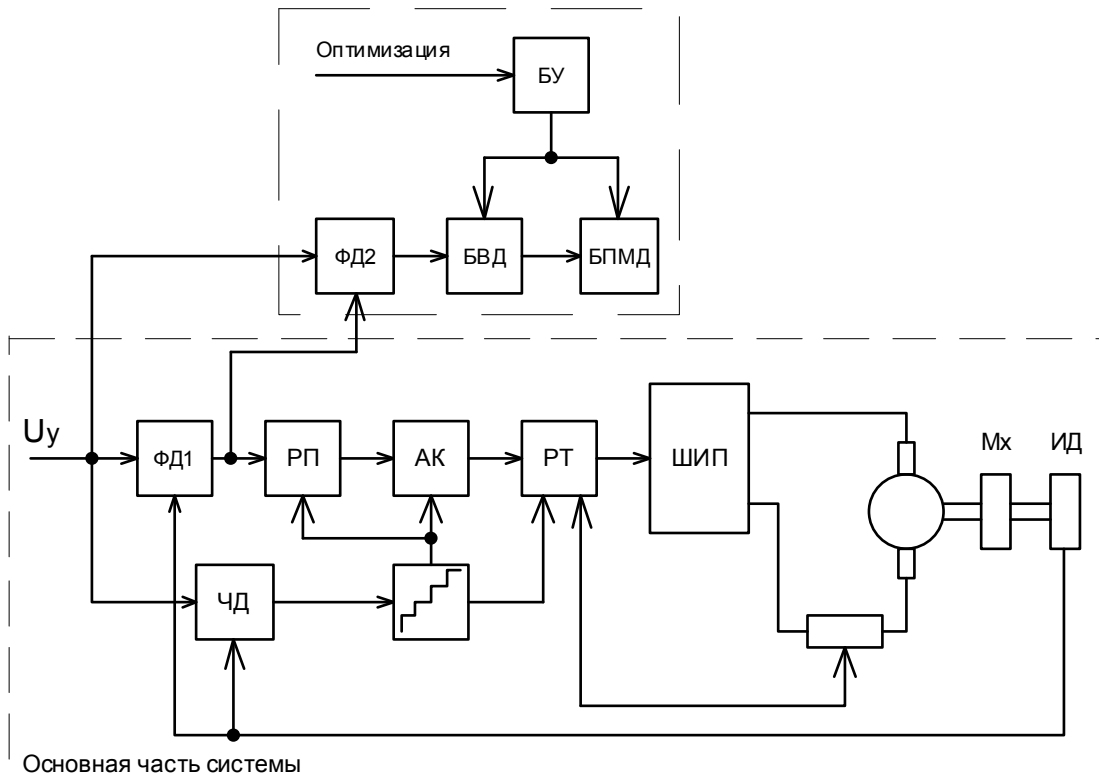 Оптимизация
БУ
ФД2
БВД
БПМД
Uу
ФД1
РП
АК
РТ
ШИП
Мх
ИД
ЧД
Основная часть системы